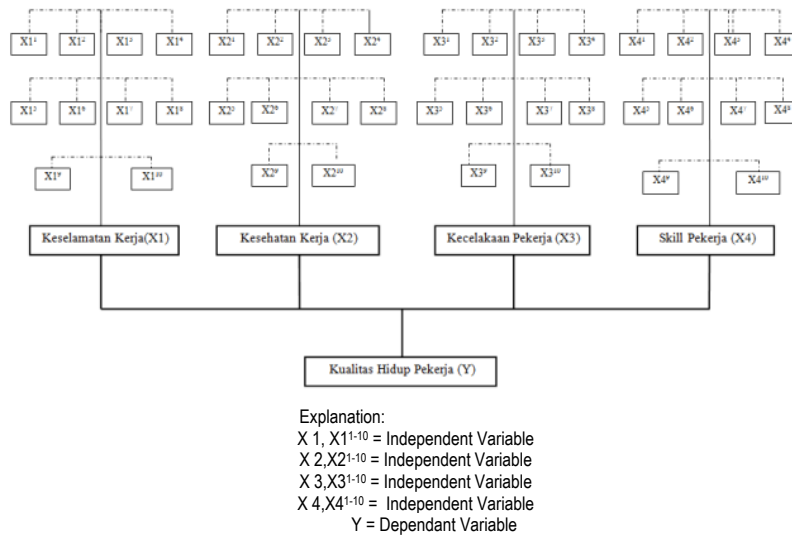 X1¹ X1² X1³ X1⁴ X2¹ X2² X2³ X2⁴ X3¹ X3² X3³ X3⁴ X4¹ X4² X4³ X4⁴
X1⁵ X1⁶ X1⁷ X1⁸ X2⁵ X2⁶ X2⁷ X2⁸ X3⁵ X3⁶ X3⁷ X3⁸ X4⁵ X4⁶ X4⁷ X4⁸
X1⁹ X1¹⁰ X2⁹ X2¹⁰ X3⁹ X3¹⁰ X4⁹ X4¹⁰
Keselamatan Kerja(X1) Kesehatan Kerja (X2) Kecelakaan Pekerja (X3) Skill Pekerja (X4)
Kualitas Hidup Pekerja (Y)
Explanation:
X 1, X1¹⁻¹⁰ = Independent Variable
X 2,X2¹⁻¹⁰ = Independent Variable
X 3,X3¹⁻¹⁰ = Independent Variable
X 4,X4¹⁻¹⁰ = Independent Variable
Y = Dependant Variable